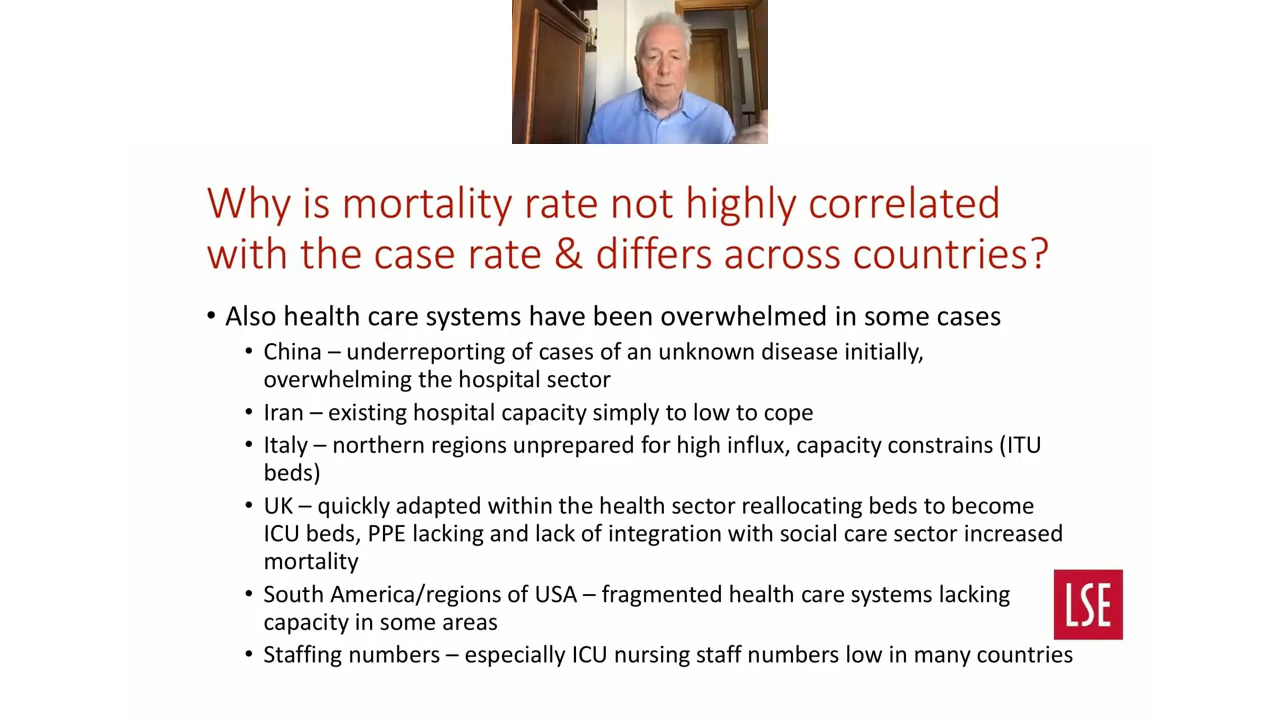 Why is mortality rate not highly correlated
with the case rate & differs across countries?
• Also health care systems have been overwhelmed in some cases
• China – underreporting of cases of an unknown disease initially,
overwhelming the hospital sector
• Iran – existing hospital capacity simply to low to cope
• Italy – northern regions unprepared for high influx, capacity constrains (ITU
beds)
• UK – quickly adapted within the health sector reallocating beds to become
ICU beds, PPE lacking and lack of integration with social care sector increased
mortality
• South America/regions of USA – fragmented health care systems lacking
capacity in some areas
LSE
• Staffing numbers – especially ICU nursing staff numbers low in many countries